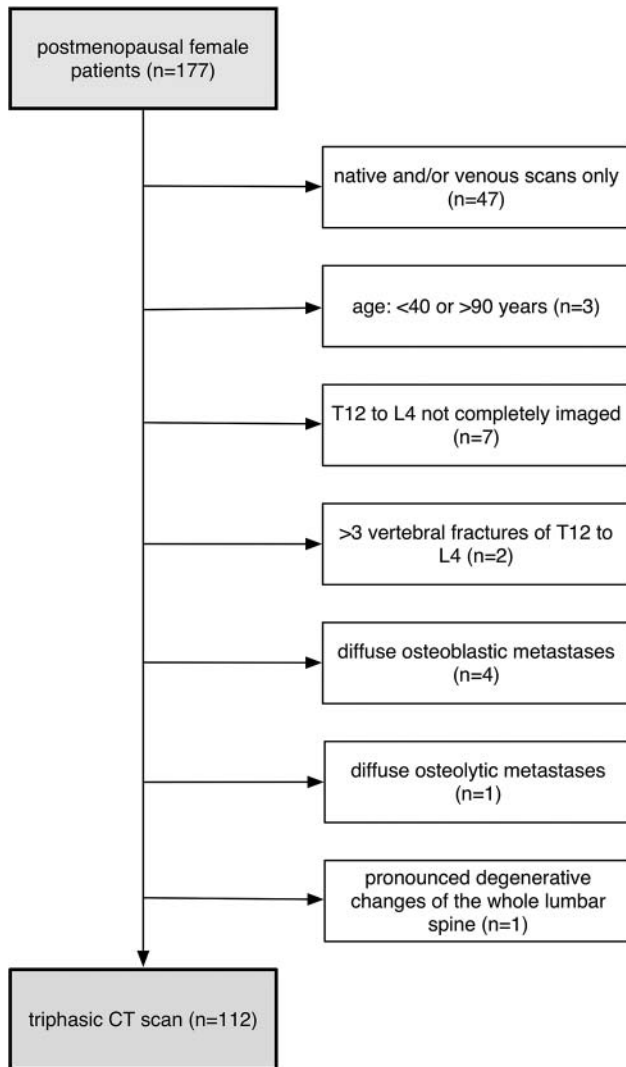 postmenopausal female
patients (n=177)
native and/or venous scans only
(n=47)
age: <40 or >90 years (n=3)
T12 to L4 not completely imaged
(n=7)
>3 vertebral fractures of T12 to
L4 (n=2)
diffuse osteoblastic metastases
(n=4)
diffuse osteolytic metastases
(n=1)
pronounced degenerative
changes of the whole lumbar
spine (n=1)
triphasic CT scan (n=112)